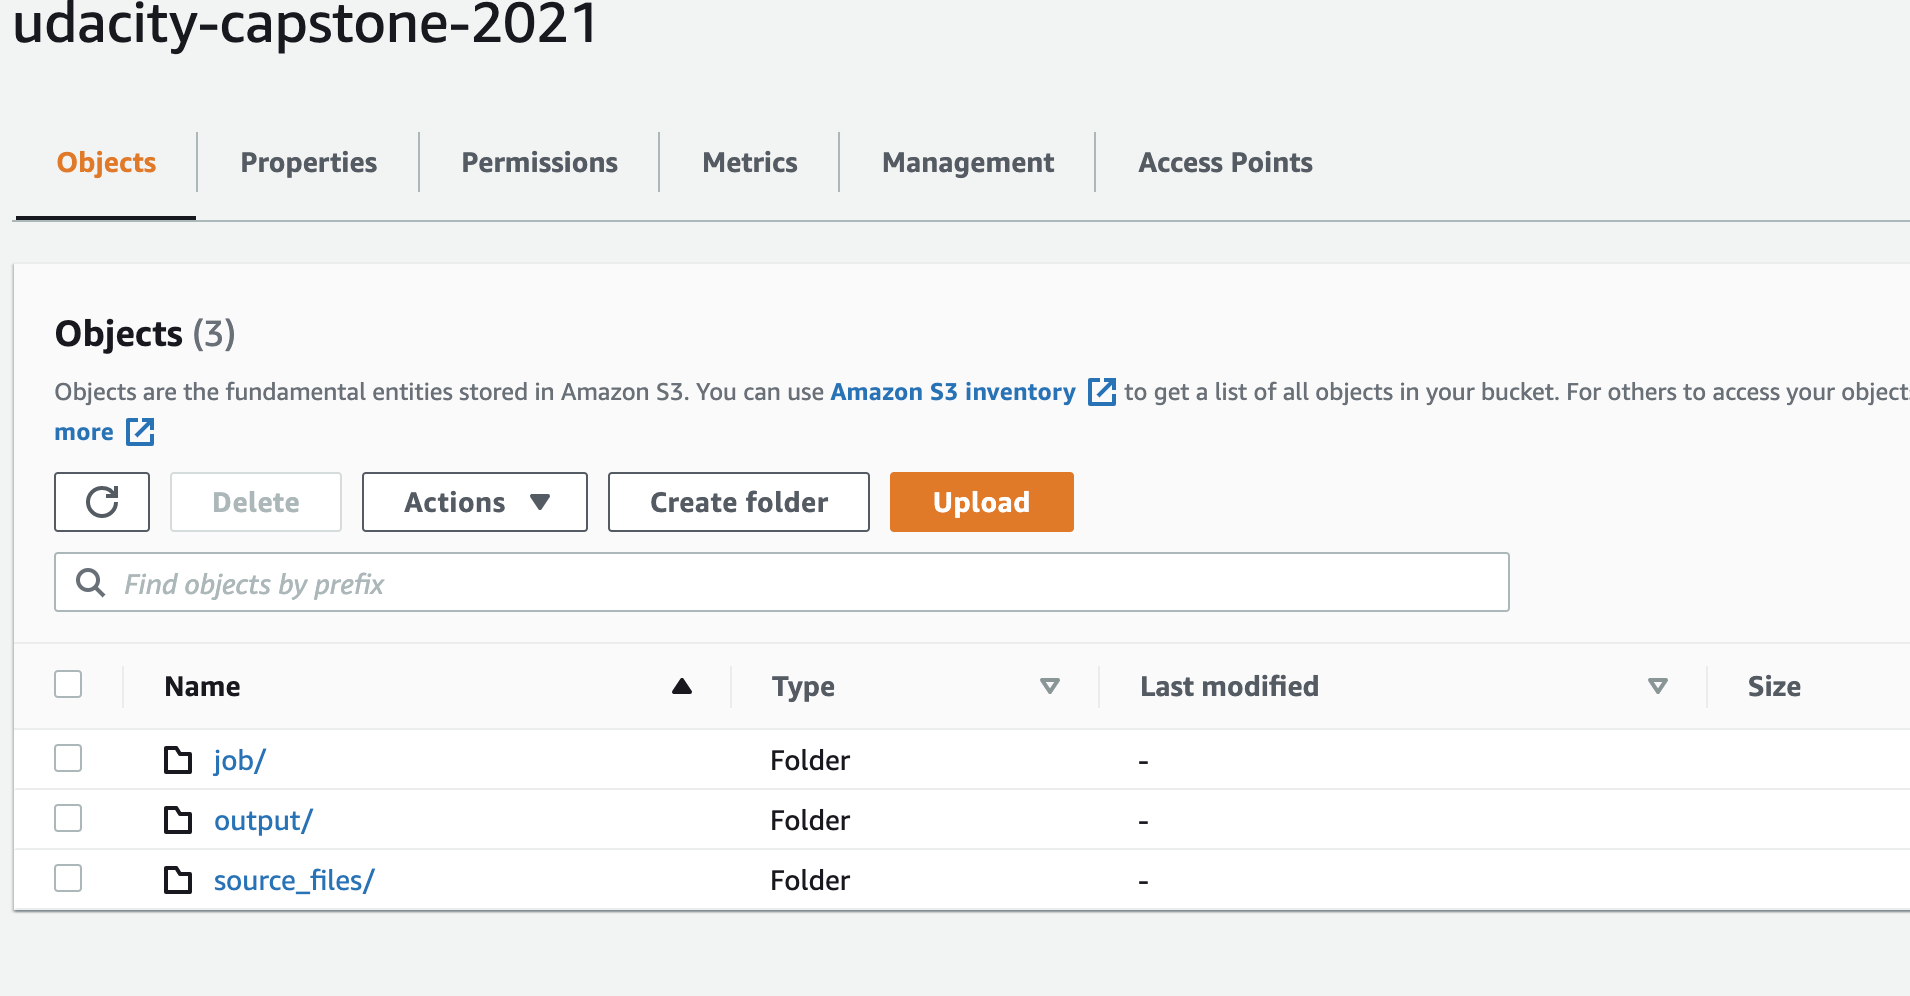 udacity-capstone-2021
Objects Properties Permissions Metrics Management Access Points
Objects (3)
Objects are the fundamental entities stored in Amazon S3. You can use Amazon S3 inventory to get a list of all objects in your bucket. For others to access your objects
more
Delete Actions Create folder Upload
Find objects by prefix
Name Type Last modified Size
job/ Folder -
output/ Folder -
source_files/ Folder -